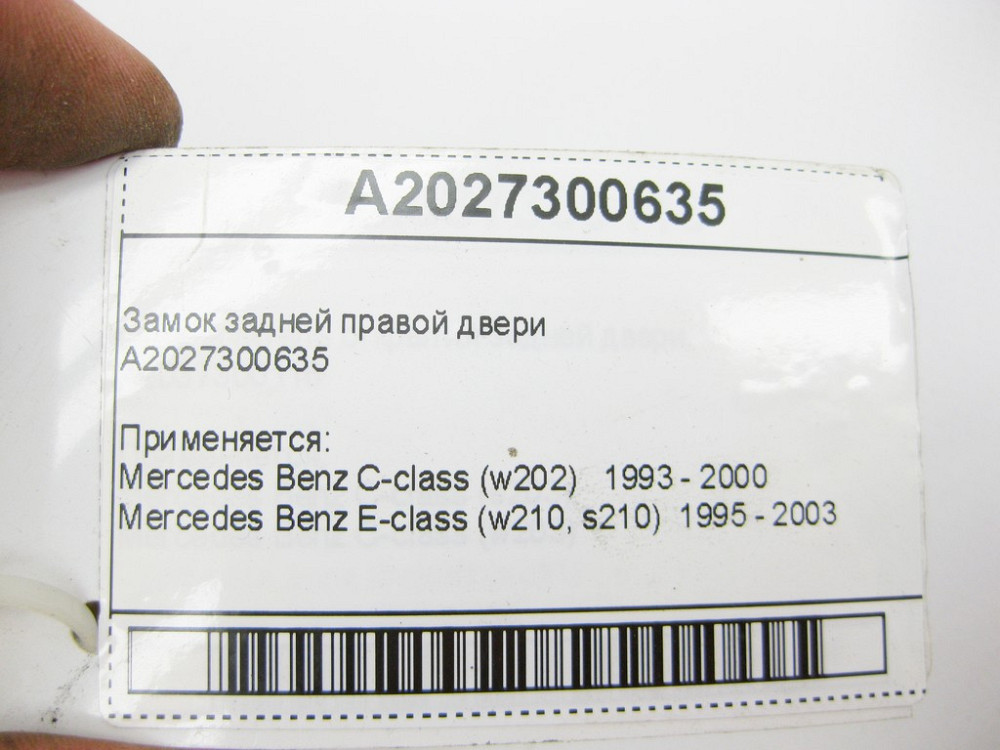 A2027300635
Замок задней правой двери
A2027300635
Применяется:
Mercedes Benz C-class (w202) 1993 - 2000
Mercedes Benz E-class (w210, s210) 1995 - 2003